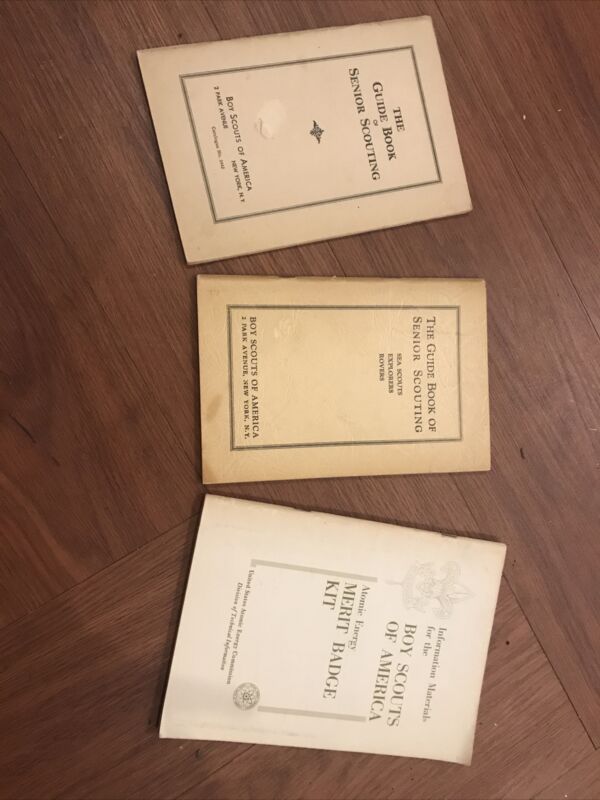 THE
GUIDE BOOK
OF
SENIOR SCOUTING
BOY SCOUTS OF AMERICA
2 PARK AVENUE NEW YORK, N.Y.
Catalogue No.
THE GUIDE BOOK OF
SENIOR SCOUTING
SEA SCOUTS
EXPLORERS
ROVERS
BOY SCOUTS OF AMERICA
2 PARK AVENUE, NEW YORK, N.Y.
Information Materials
for the
BOY SCOUTS
OF AMERICA
Atomic Energy
MERIT BADGE
KIT
United States Atomic Energy Commission
Division of Technical Information